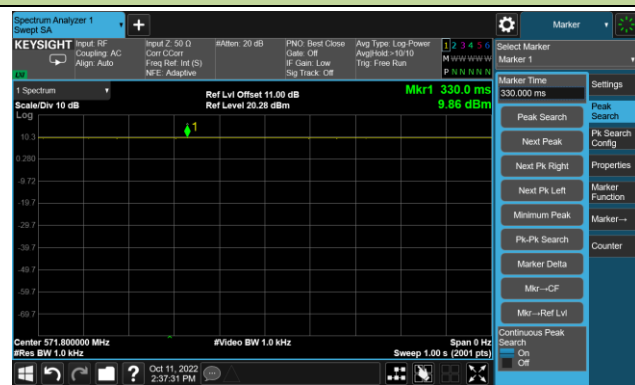 Spectrum Analyzer 1
Swept SA
Marker
KEYSIGHT
Input: RF
Coupling: AC
Align: Auto
Input Z: 50 Ω
Corr CCorr
Freq Ref: Int (S)
NFE: Adaptive
#Atten: 20 dB
PNO: Best Close
Gate: Off
IF Gain: Low
Sig Track: Off
Avg Type: Log-Power
Avg|Hold:>10/10
Trig: Free Run
1 2 3 4 5 6
M W W W W W
P N N N N N
LW
Select Marker
Marker 1
1 Spectrum
Scale/Div 10 dB
Log
Ref Lvl Offset 11.00 dB
Ref Level 20.28 dBm
Mkr1 330.0 ms
9.86 dBm
1
10.3
0.280
-9.72
-19.7
-29.7
-39.7
-49.7
-59.7
-69.7
Center 571.800000 MHz
#Res BW 1.0 kHz
#Video BW 1.0 kHz
Span 0 Hz
Sweep 1.00 s (2001 pts)
Marker Time
330.000 ms
Peak Search
Next Peak
Next Pk Right
Next Pk Left
Minimum Peak
Pk-Pk Search
Marker Delta
Mkr→CF
Mkr→Ref Lvl
Continuous Peak
Search
On
Off
Settings
Peak
Search
Pk Search
Config
Properties
Marker
Function
Marker→
Counter
Oct 11, 2022
2:37:31 PM